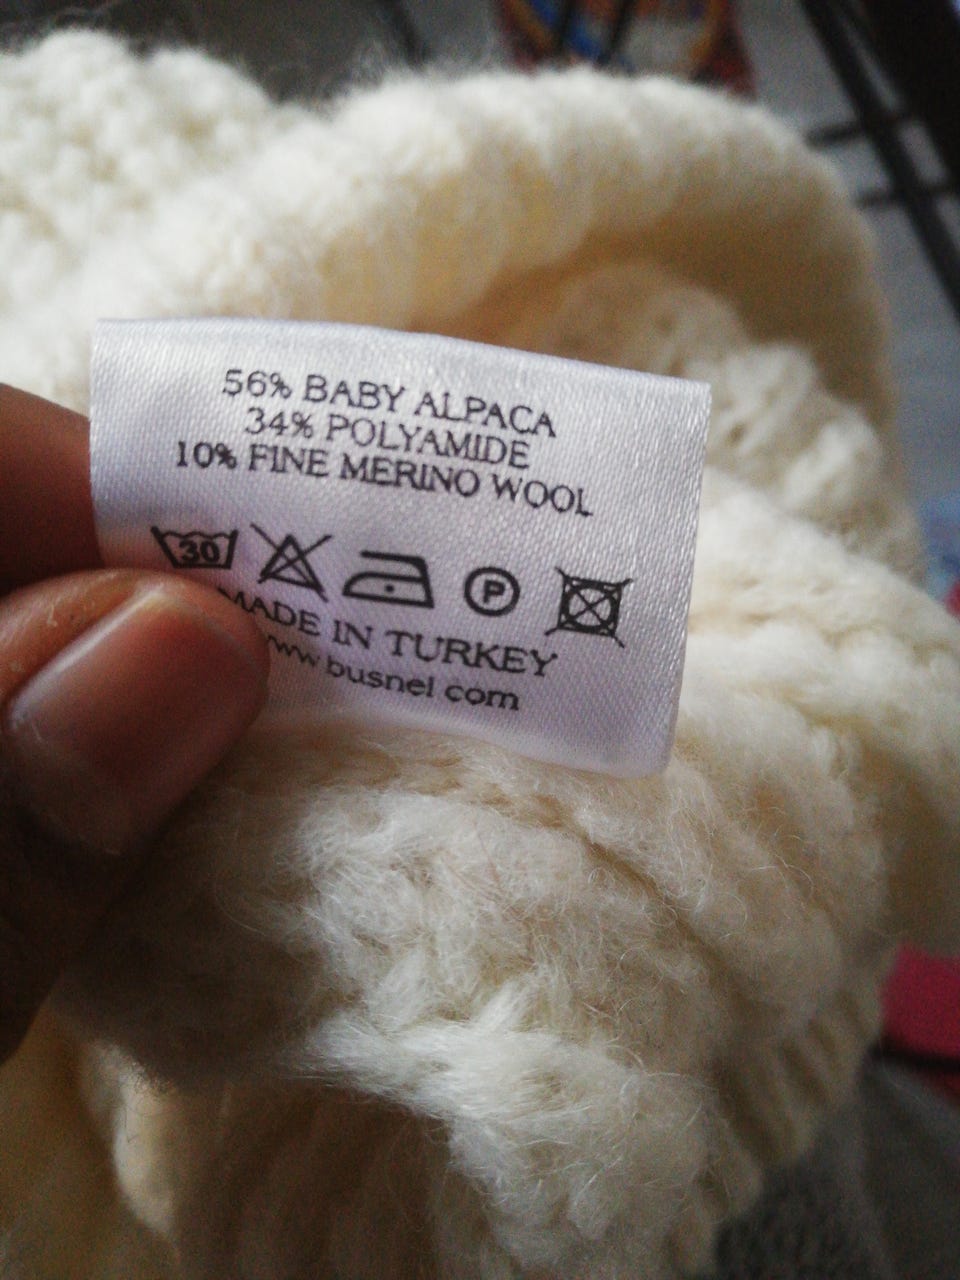 56% BABY ALPACA
34% POLYAMIDE
10% FINE MERINO WOOL
30 P
MADE IN TURKEY
www.busnel.com